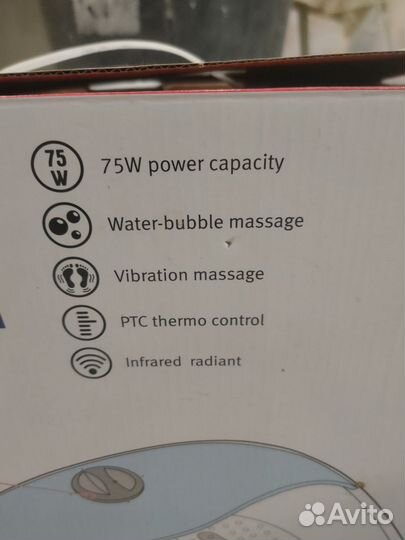 75 W
75W power capacity
Water-bubble massage
Vibration massage
PTC thermo control
Infrared radiant
Avito